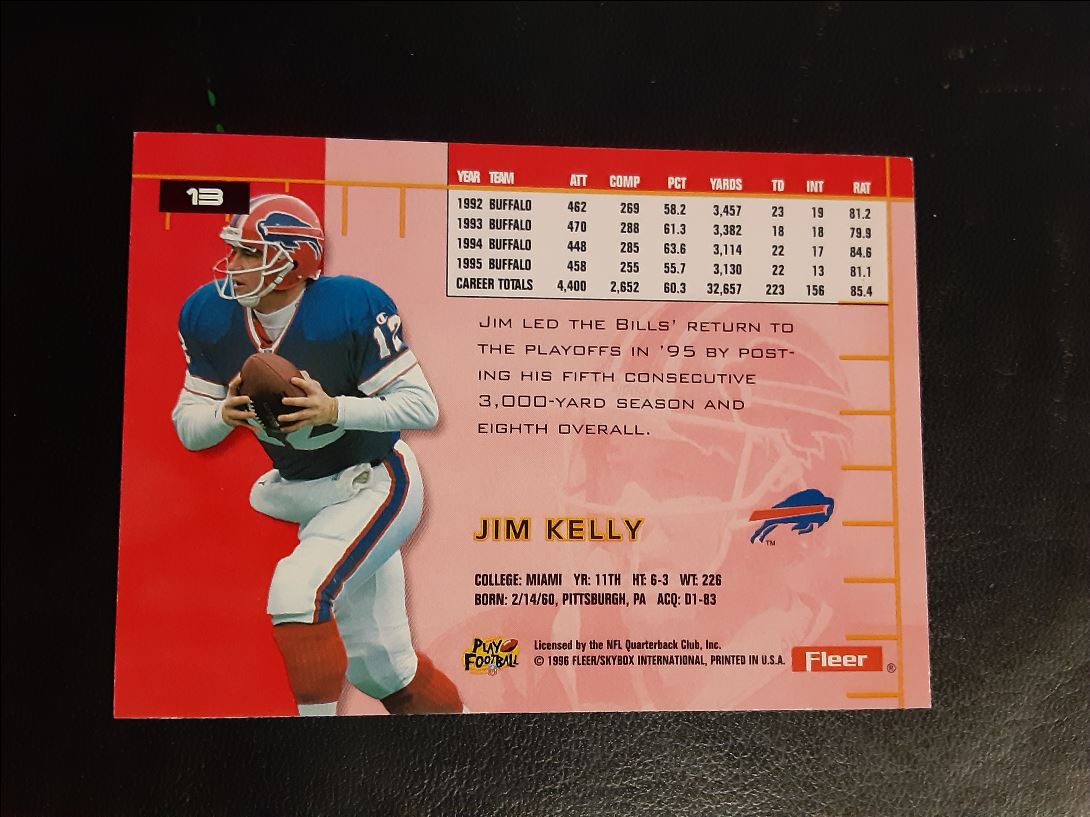 13
YEAR TEAM ATT COMP PCT YARDS TD INT RAT
1992 BUFFALO 462 269 58.2 3,457 23 19 81.2
1993 BUFFALO 470 288 61.3 3,382 18 18 79.9
1994 BUFFALO 448 285 63.6 3,114 22 17 84.6
1995 BUFFALO 458 255 55.7 3,130 22 13 81.1
CAREER TOTALS 4,400 2,652 60.3 32,657 223 156 85.4
12
JIM LED THE BILLS' RETURN TO
THE PLAYOFFS IN '95 BY POST-
ING HIS FIFTH CONSECUTIVE
3,000-YARD SEASON AND
EIGHTH OVERALL.
JIM KELLY
TM
COLLEGE: MIAMI YR: 11TH HT: 6-3 WT: 226
BORN: 2/14/60, PITTSBURGH, PA ACQ: D1-83
PLAY FOOTBALL
Licensed by the NFL Quarterback Club, Inc.
© 1996 FLEER/SKYBOX INTERNATIONAL, PRINTED IN U.S.A.
Fleer ®